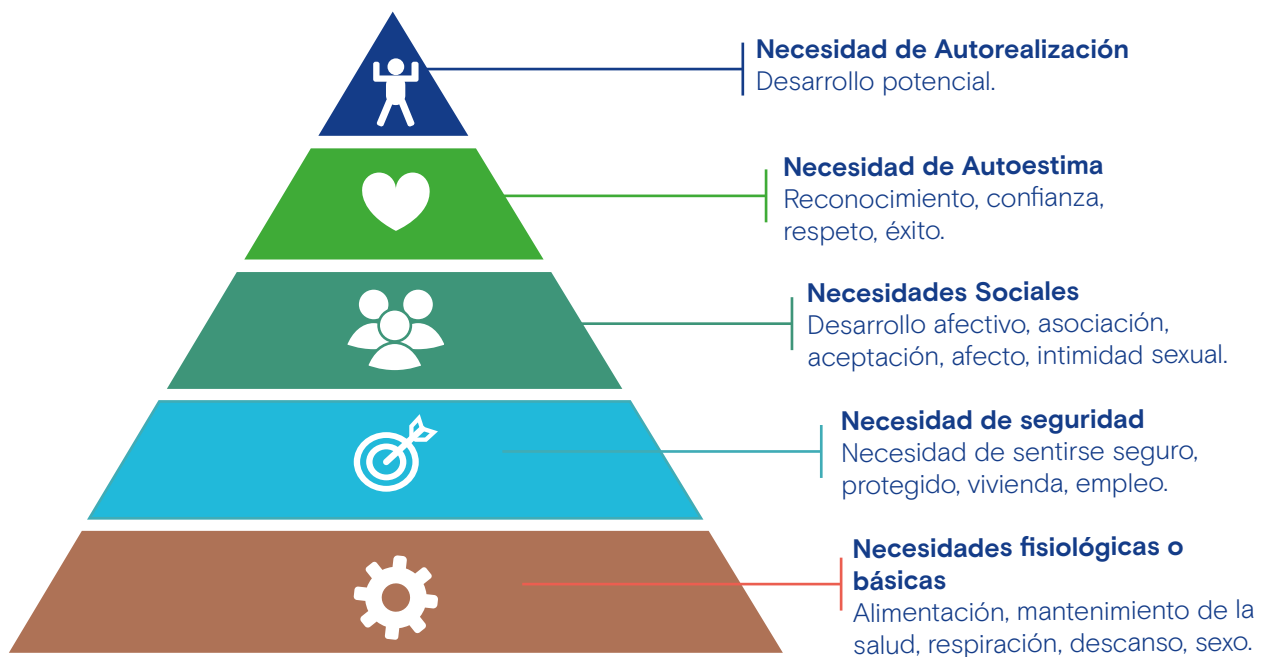 Necesidad de Autorealización
Desarrollo potencial.
Necesidad de Autoestima
Reconocimiento, confianza,
respeto, éxito.
Necesidades Sociales
Desarrollo afectivo, asociación,
aceptación, afecto, intimidad sexual.
Necesidad de seguridad
Necesidad de sentirse seguro,
protegido, vivienda, empleo.
Necesidades fisiológicas o
básicas
Alimentación, mantenimiento de la
salud, respiración, descanso, sexo.